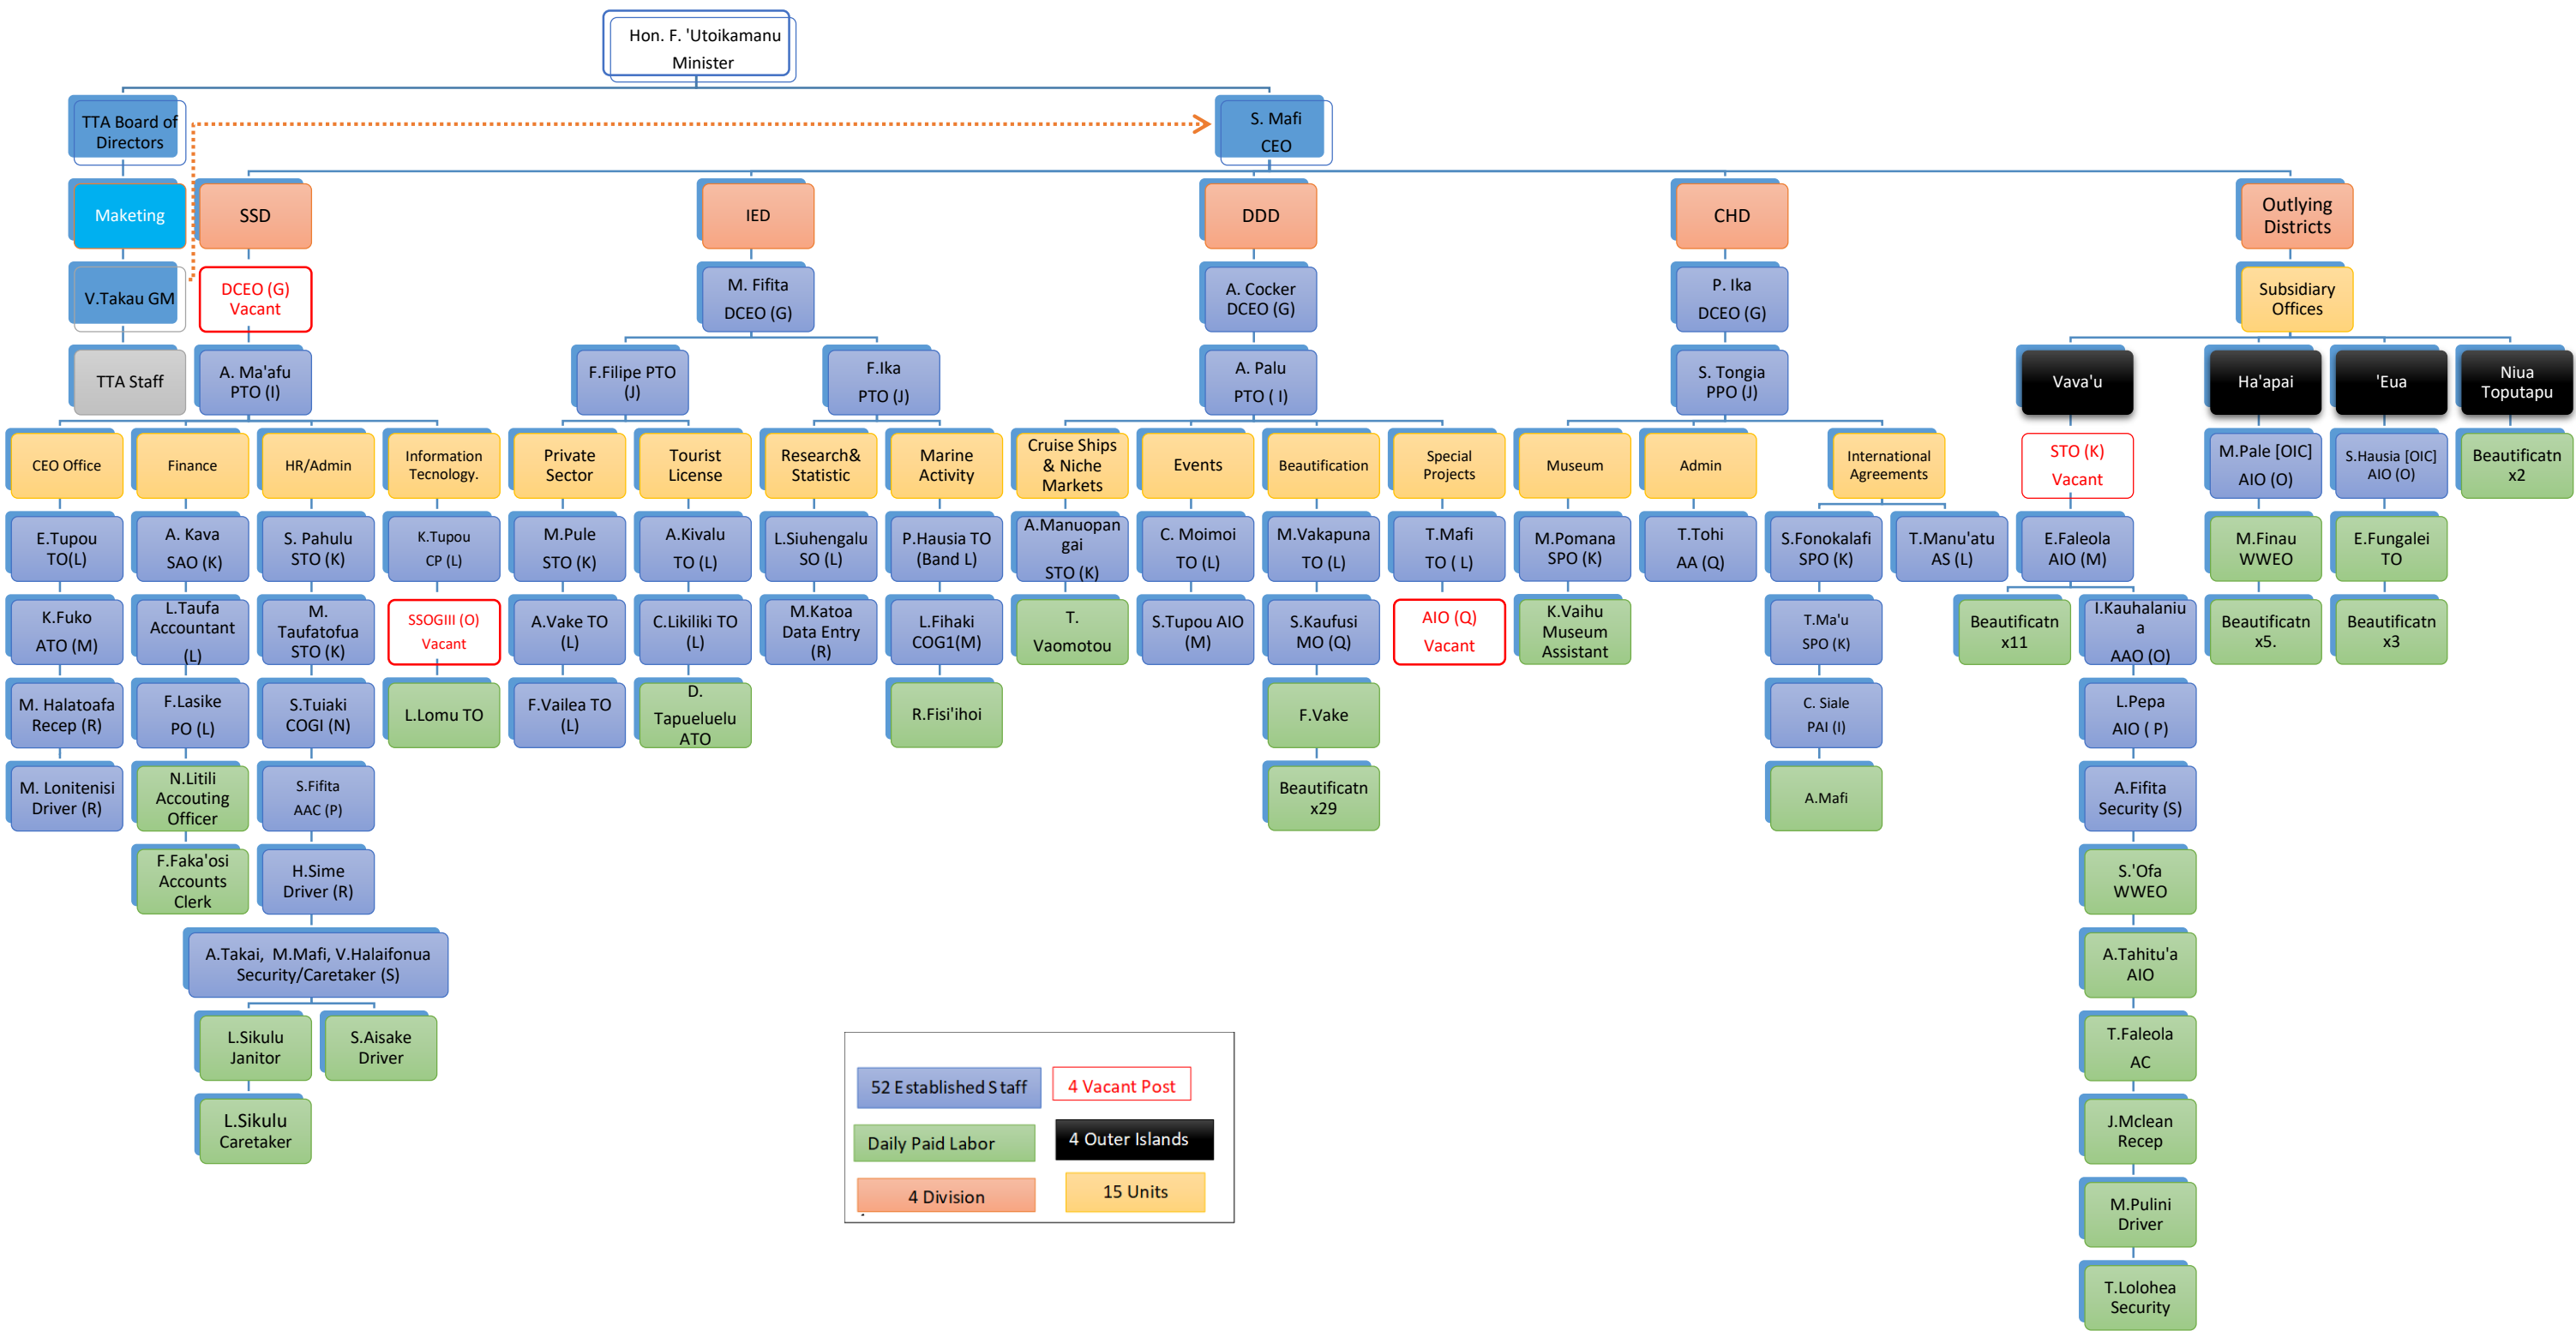 Hon. F. 'Utoikamanu
Minister
TTA Board of
Directors
S. Mafi
CEO
Maketing
SSD
IED
DDD
CHD
Outlying
Districts
V.Takau GM
DCEO (G)
Vacant
M. Fifita
DCEO (G)
A. Cocker
DCEO (G)
P. Ika
DCEO (G)
Subsidiary
Offices
TTA Staff
A. Ma'afu
PTO (I)
F.Filipe PTO
(J)
F.Ika
PTO (J)
A. Palu
PTO ( I)
S. Tongia
PPO (J)
Vava'u
Ha'apai
'Eua
Niua
Toputapu
CEO Office
Finance
HR/Admin
Information
Tecnology.
Private
Sector
Tourist
License
Research&
Statistic
Marine
Activity
Cruise Ships
& Niche
Markets
Events
Beautification
Special
Projects
Museum
Admin
International
Agreements
STO (K)
Vacant
M.Pale [OIC]
AIO (O)
S.Hausia [OIC]
AIO (O)
Beautificatn
x2
E.Tupou
TO(L)
A. Kava
SAO (K)
S. Pahulu
STO (K)
K.Tupou
CP (L)
M.Pule
STO (K)
A.Kivalu
TO (L)
L.Siuhengalu
SO (L)
P.Hausia TO
(Band L)
A.Manuopan
gai
STO (K)
C. Moimoi
TO (L)
M.Vakapuna
TO (L)
T.Mafi
TO ( L)
M.Pomana
SPO (K)
T.Tohi
AA (Q)
S.Fonokalafi
SPO (K)
T.Manu'atu
AS (L)
E.Faleola
AIO (M)
M.Finau
WWEO
E.Fungalei
TO
K.Fuko
ATO (M)
L.Taufa
Accountant
(L)
M.
Taufatofua
STO (K)
SSOGIII (O)
Vacant
A.Vake TO
(L)
C.Likiliki TO
(L)
M.Katoa
Data Entry
(R)
L.Fihaki
COG1(M)
T.
Vaomotou
S.Tupou AIO
(M)
S.Kaufusi
MO (Q)
AIO (Q)
Vacant
K.Vaihu
Museum
Assistant
T.Ma'u
SPO (K)
Beautificatn
x11
I.Kauhalaniu
a
AAO (O)
Beautificatn
x5.
Beautificatn
x3
M. Halatoafa
Recep (R)
F.Lasike
PO (L)
S.Tuiaki
COGI (N)
L.Lomu TO
F.Vailea TO
(L)
D.
Tapueluelu
ATO
R.Fisi'ihoi
F.Vake
C. Siale
PAI (I)
L.Pepa
AIO ( P)
M. Lonitenisi
Driver (R)
N.Litili
Accouting
Officer
S.Fifita
AAC (P)
Beautificatn
x29
A.Mafi
A.Fifita
Security (S)
F.Faka'osi
Accounts
Clerk
H.Sime
Driver (R)
S.'Ofa
WWEO
A.Takai,  M.Mafi, V.Halaifonua
Security/Caretaker (S)
A.Tahitu'a
AIO
L.Sikulu
Janitor
S.Aisake
Driver
T.Faleola
AC
L.Sikulu
Caretaker
J.Mclean
Recep
M.Pulini
Driver
T.Lolohea
Security
52 Established Staff
4 Vacant Post
Daily Paid Labor
4 Outer Islands
4 Division
15 Units